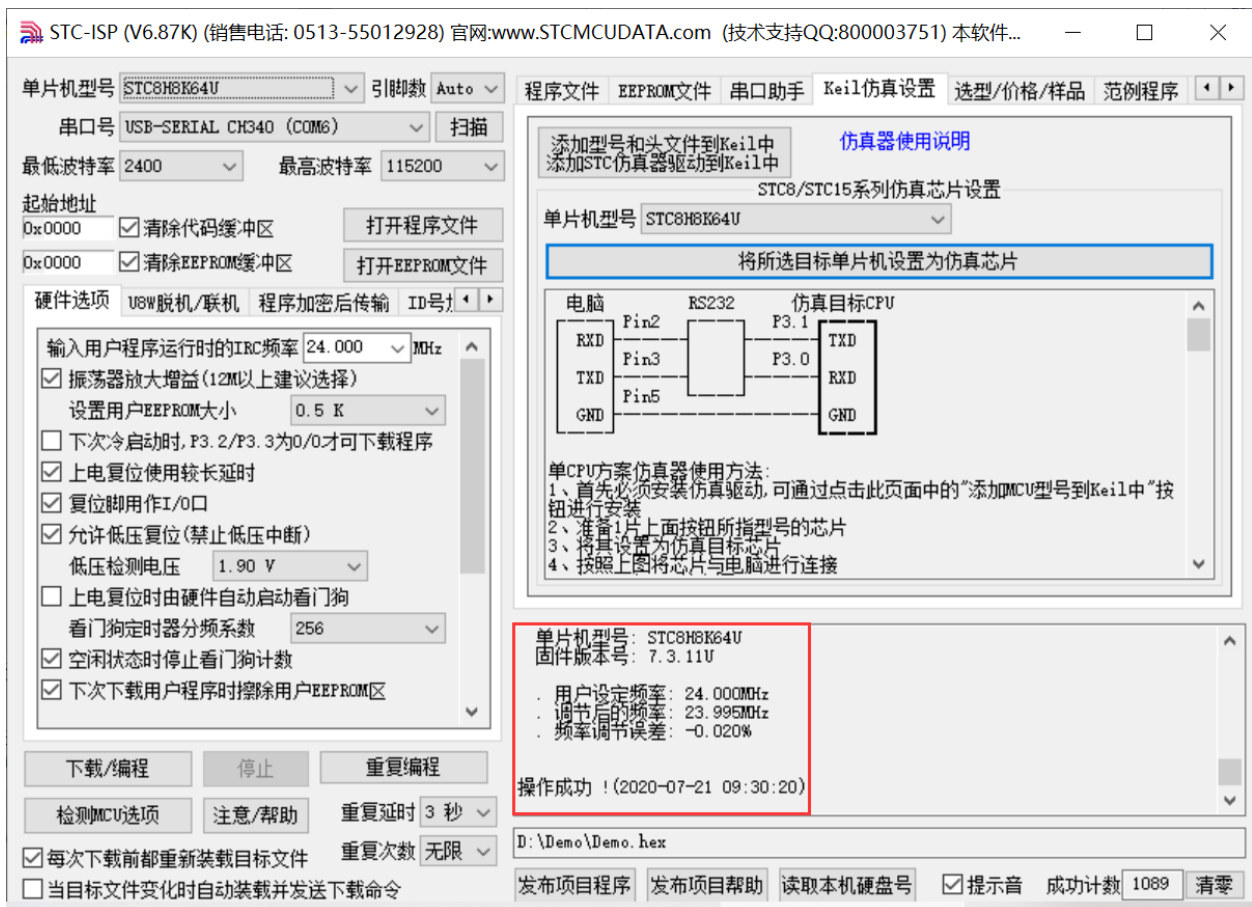 STC-ISP (V6.87K) (销售电话: 0513-55012928) 官网:www.STCMCUDATA.com (技术支持QQ:800003751) 本软件...
单片机型号 STC8H8K64U 引脚数 Auto
串口号 USB-SERIAL CH340 (COM6) 扫描
最低波特率 2400 最高波特率 115200
起始地址
0x0000 清除代码缓冲区 打开程序文件
0x0000 清除EEPROM缓冲区 打开EEPROM文件
硬件选项 U8W脱机/联机 程序加密后传输 ID号
输入用户程序运行时的IRC频率 24.000 MHz
振荡器放大增益(12M以上建议选择)
设置用户EEPROM大小 0.5 K
下次冷启动时,P3.2/P3.3为0/0才可下载程序
上电复位使用较长延时
复位脚用作I/O口
允许低压复位(禁止低压中断)
低压检测电压 1.90 V
上电复位时由硬件自动启动看门狗
看门狗定时器分频系数 256
空闲状态时停止看门狗计数
下次下载用户程序时擦除用户EEPROM区
下载/编程 停止 重复编程
检测MCU选项 注意/帮助 重复延时 3 秒
每次下载前都重新装载目标文件 重复次数 无限
当目标文件变化时自动装载并发送下载命令
程序文件 EEPROM文件 串口助手 Keil仿真设置 选型/价格/样品 范例程序
添加型号和头文件到Keil中
添加STC仿真器驱动到Keil中
仿真器使用说明
STC8/STC15系列仿真芯片设置
单片机型号 STC8H8K64U
将所选目标单片机设置为仿真芯片
电脑 RS232 仿真目标CPU
Pin2 P3.1
RXD TXD
Pin3 P3.0
TXD RXD
Pin5
GND GND
单CPU方案仿真器使用方法:
1、首先必须安装仿真驱动,可通过点击此页面中的"添加MCU型号到Keil中"按
钮进行安装
2、准备1片上面按钮所指型号的芯片
3、将其设置为仿真目标芯片
4、按照上图将芯片与电脑进行连接
单片机型号: STC8H8K64U
固件版本号: 7.3.11U
. 用户设定频率: 24.000MHz
. 调节后的频率: 23.995MHz
. 频率调节误差: -0.020%
操作成功 !(2020-07-21 09:30:20)
D:\Demo\Demo.hex
发布项目程序 发布项目帮助 读取本机硬盘号 提示音 成功计数 1089 清零